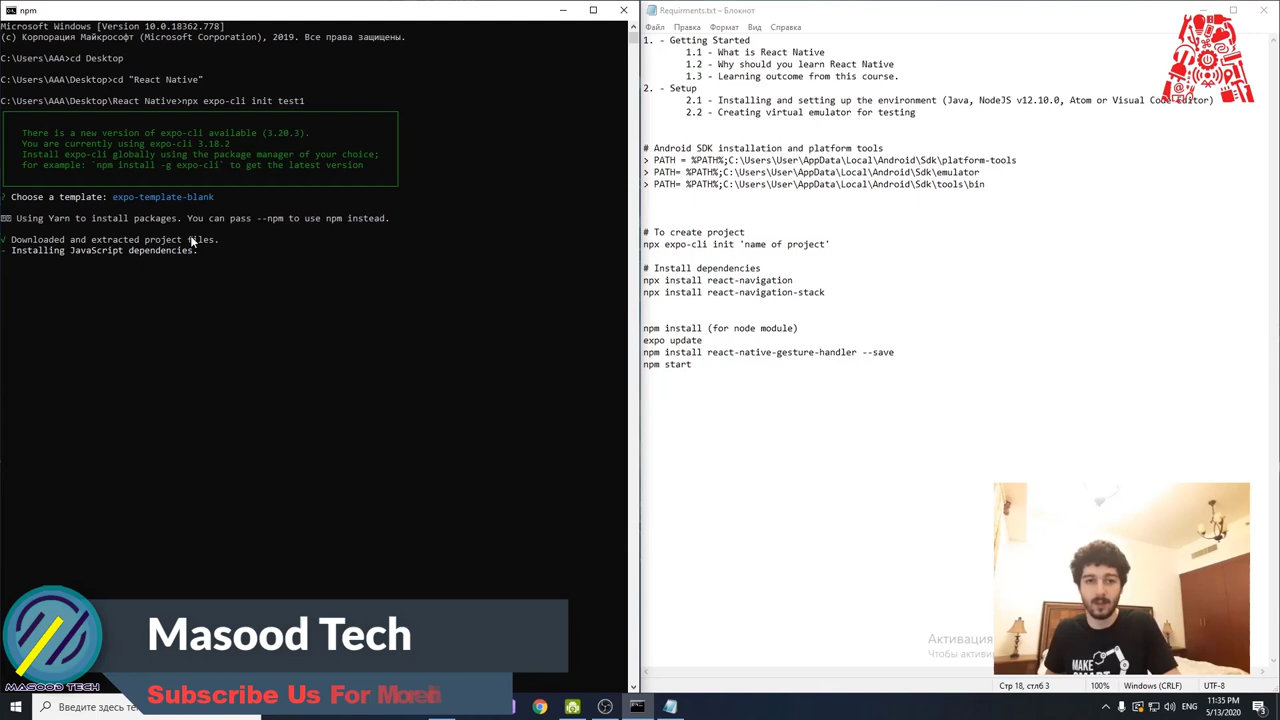 npm
Microsoft Windows [Version 10.0.18362.778]
(c) Корпорация Майкрософт (Microsoft Corporation), 2019. Все права защищены.
C:\Users\AAA>cd Desktop
C:\Users\AAA\Desktop>cd "React Native"
C:\Users\AAA\Desktop\React Native>npx expo-cli init test1
There is a new version of expo-cli available (3.20.3).
You are currently using expo-cli 3.18.2
Install expo-cli globally using the package manager of your choice;
for example: `npm install -g expo-cli` to get the latest version
? Choose a template: expo-template-blank
Using Yarn to install packages. You can pass --npm to use npm instead.
√ Downloaded and extracted project files.
- Installing JavaScript dependencies.
Requirments.txt – Блокнот
Файл Правка Формат Вид Справка
1. - Getting Started
1.1 - What is React Native
1.2 - Why should you learn React Native
1.3 - Learning outcome from this course.
2. - Setup
2.1 - Installing and setting up the environment (Java, NodeJS v12.10.0, Atom or Visual Code Editor)
2.2 - Creating virtual emulator for testing
# Android SDK installation and platform tools
> PATH = %PATH%;C:\Users\User\AppData\Local\Android\Sdk\platform-tools
> PATH= %PATH%;C:\Users\User\AppData\Local\Android\Sdk\emulator
> PATH= %PATH%;C:\Users\User\AppData\Local\Android\Sdk\tools\bin
# To create project
npx expo-cli init 'name of project'
# Install dependencies
npx install react-navigation
npx install react-navigation-stack
npm install (for node module)
expo update
npm install react-native-gesture-handler --save
npm start
Активация
Чтобы
MAKE
Стр 18, стлб 3 100% Windows (CRLF) UTF-8
Masood Tech
MASOOD TECH
Subscribe Us For
Введите здесь
11:35 PM
5/13/2020